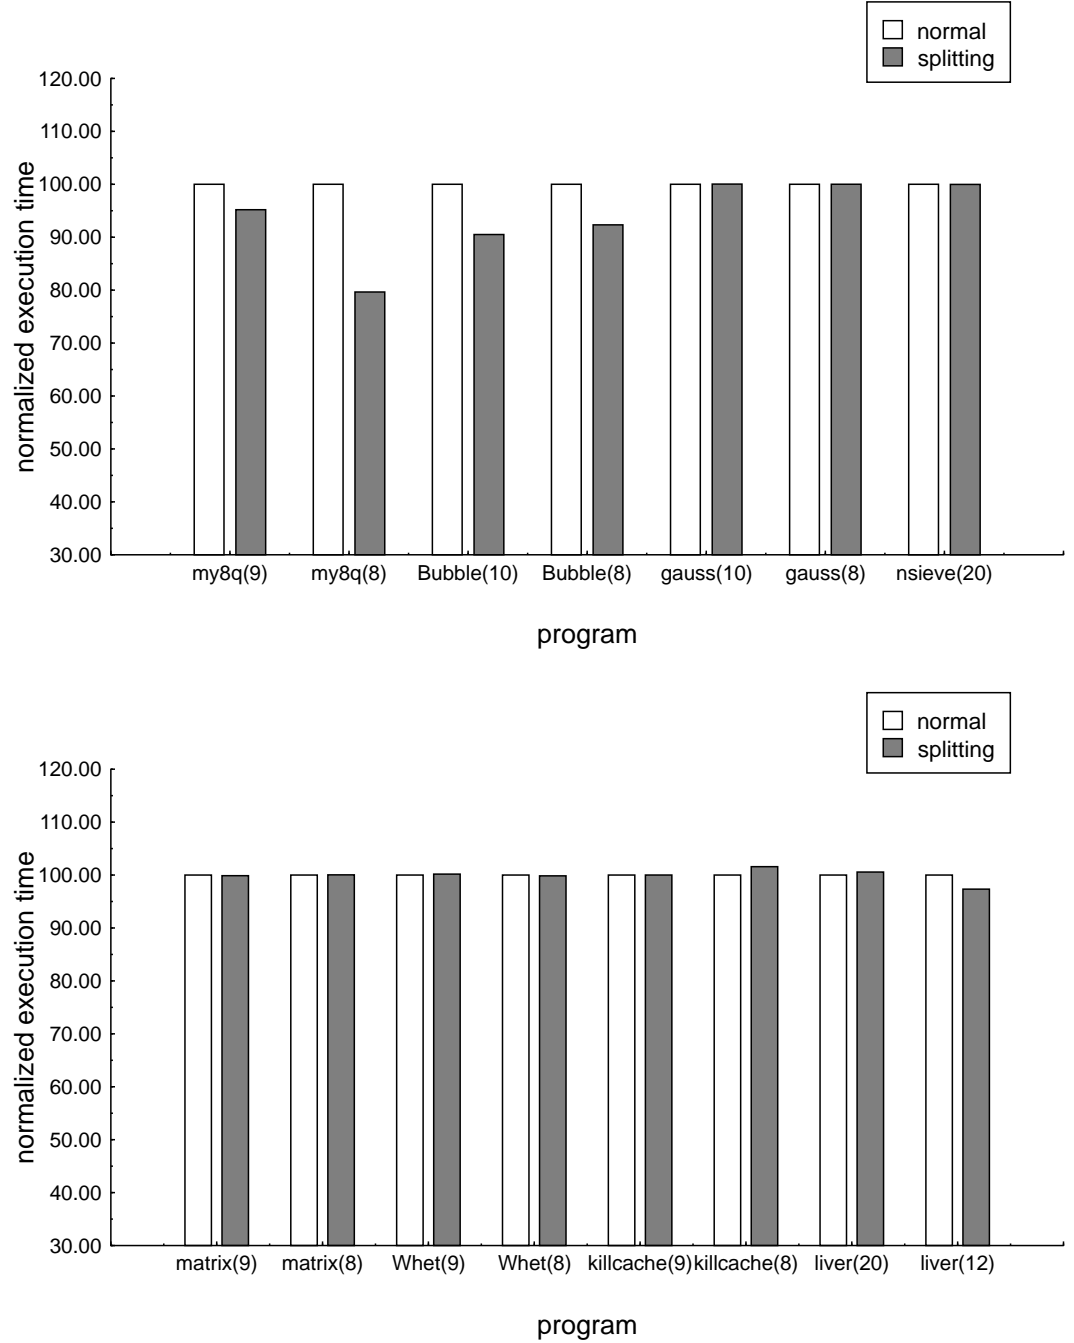 normal
splitting
normalized execution time
120.00
110.00
100.00
90.00
80.00
70.00
60.00
50.00
40.00
30.00
my8q(9) my8q(8) Bubble(10) Bubble(8) gauss(10) gauss(8) nsieve(20)
program
normal
splitting
normalized execution time
120.00
110.00
100.00
90.00
80.00
70.00
60.00
50.00
40.00
30.00
matrix(9) matrix(8) Whet(9) Whet(8) killcache(9) killcache(8) liver(20) liver(12)
program